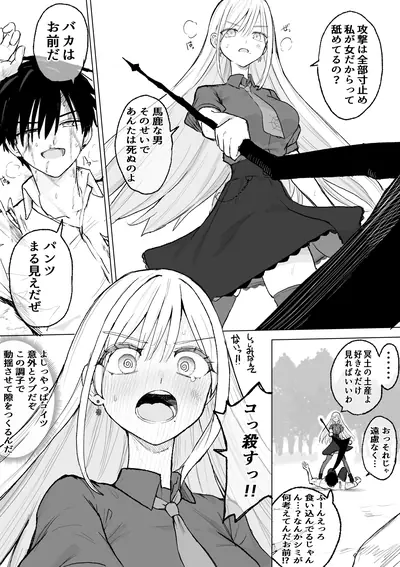 攻撃は全部寸止め
私が女だからって
舐めてるの?
馬鹿な男
そのせいで
あんたは死ぬのよ
バカは
お前だ
パンツ
まる見えだぜ
コっ殺すっ!!
よしっやっぱコイツ
意外とウブだぞ
この調子で
動揺させて隙をつくるんだ
………
冥土の土産よ
好きなだけ
見ればいいわ
おっそれじゃ
遠慮なく…
ふーんえっろ
食い込んでるじゃん
…?なんかシミが
何考えてんだお前!?